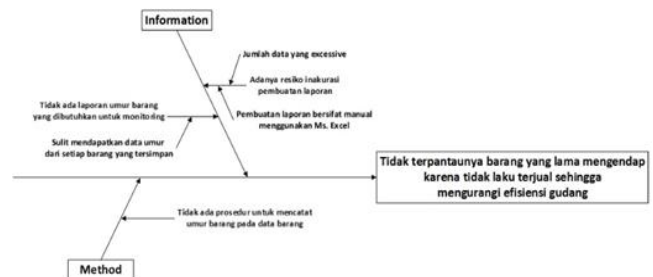 Information
Jumlah data yang excessive
Adanya resiko inakurasi
pembuatan laporan
Tidak ada laporan umur barang
yang dibutuhkan untuk monitoring
Pembuatan laporan bersifat manual
menggunakan Ms. Excel
Sulit mendapatkan data umur
dari setiap barang yang tersimpan
Tidak terpantaunya barang yang lama mengendap
karena tidak laku terjual sehingga
mengurangi efisiensi gudang
Tidak ada prosedur untuk mencatat
umur barang pada data barang
Method